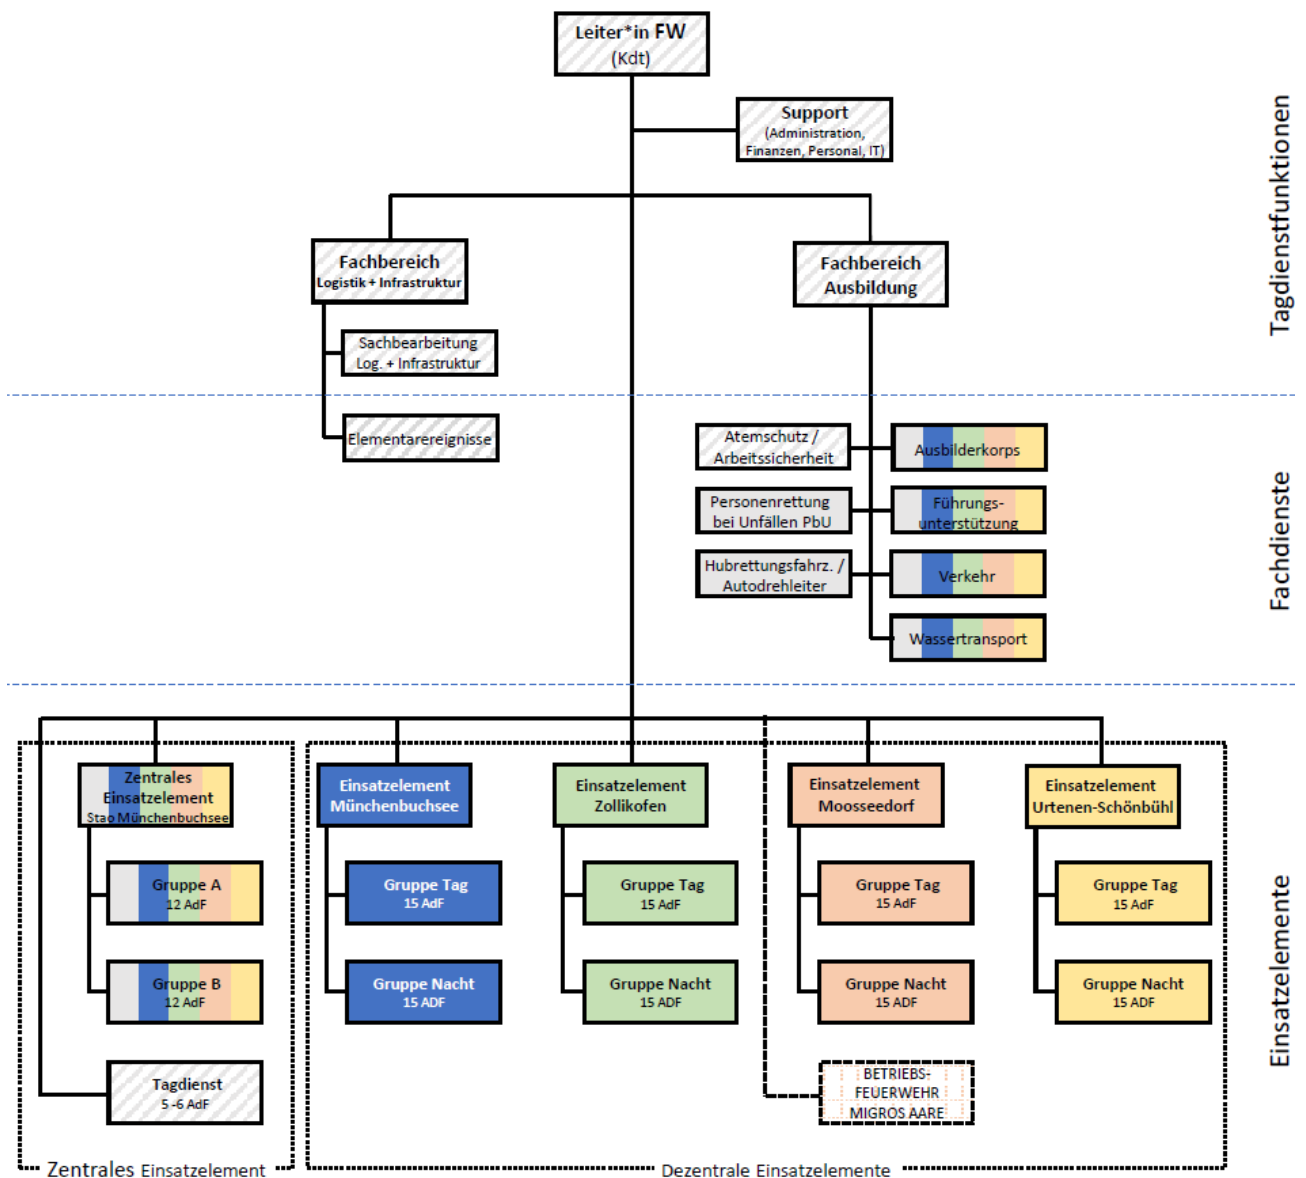 Leiter*in FW
(Kdt)
Support
(Administration,
Finanzen, Personal, IT)
Tagdienstfunktionen
Fachbereich
Logistik + Infrastruktur
Fachbereich
Ausbildung
Sachbearbeitung
Log. + Infrastruktur
Elementarereignisse
Atemschutz /
Arbeitssicherheit
Ausbilderkorps
Personenrettung
bei Unfällen PbU
Führungs-
unterstützung
Hubrettungsfahrz. /
Autodrehleiter
Verkehr
Wassertransport
Fachdienste
Zentrales
Einsatzelement
Stao Münchenbuchsee
Einsatzelement
Münchenbuchsee
Einsatzelement
Zollikofen
Einsatzelement
Moosseedorf
Einsatzelement
Urtenen-Schönbühl
Gruppe A
12 AdF
Gruppe Tag
15 AdF
Gruppe Tag
15 AdF
Gruppe Tag
15 AdF
Gruppe Tag
15 AdF
Gruppe B
12 AdF
Gruppe Nacht
15 ADF
Gruppe Nacht
15 ADF
Gruppe Nacht
15 ADF
Gruppe Nacht
15 ADF
Tagdienst
5 -6 AdF
BETRIEBS-
FEUERWEHR
MIGROS AARE
Einsatzelemente
Zentrales Einsatzelement
Dezentrale Einsatzelemente